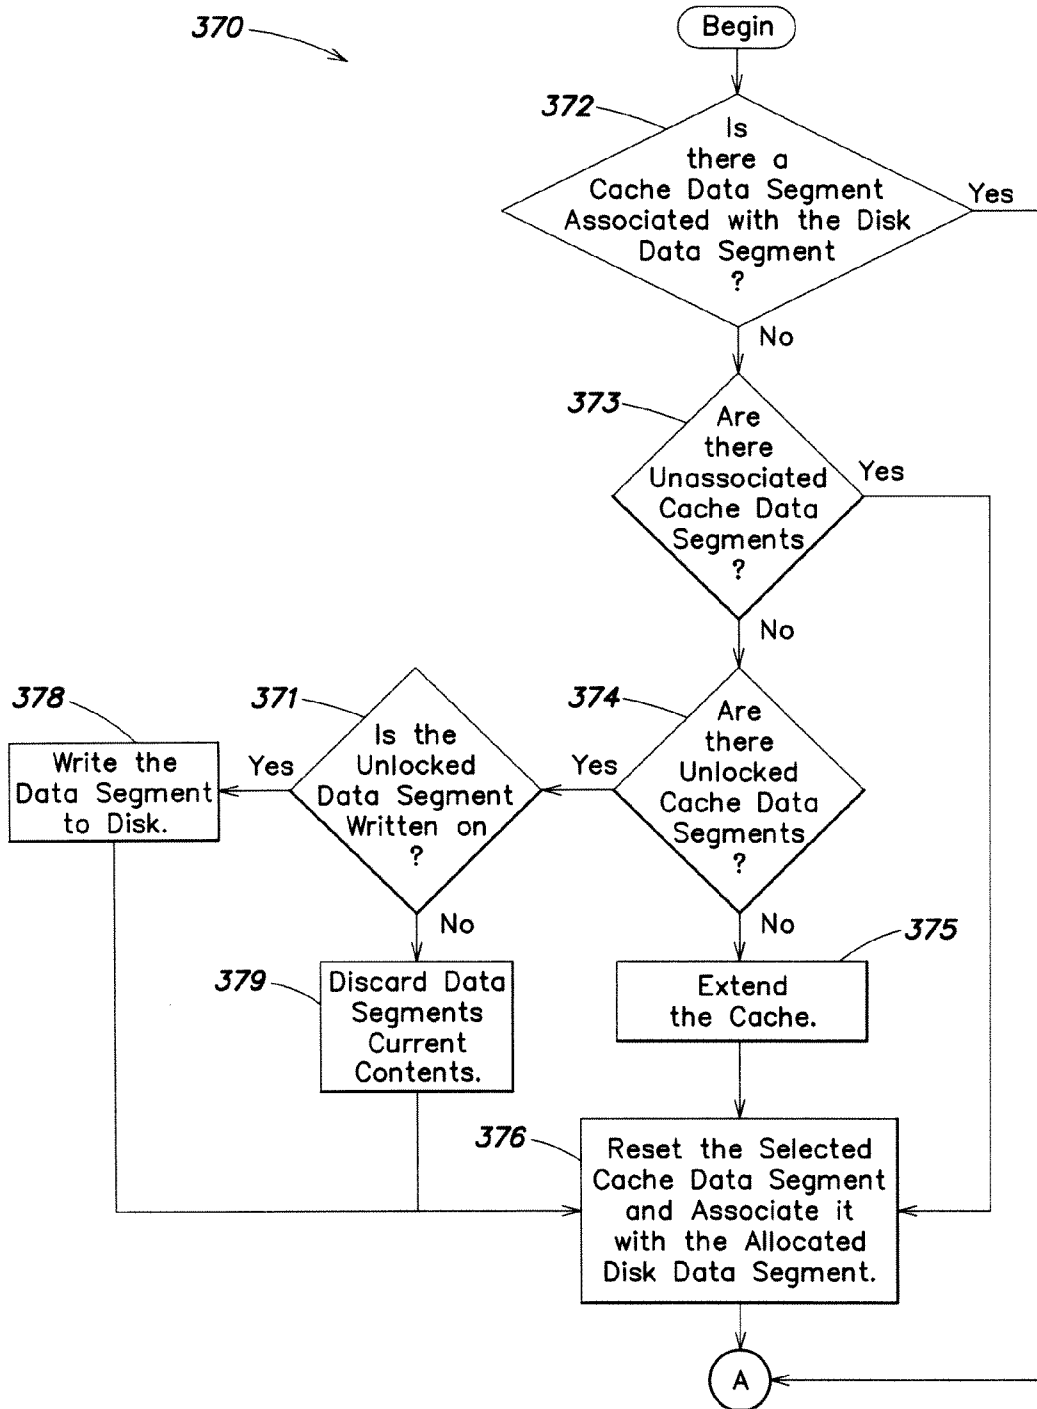 370
Begin
372
Is
there a
Cache Data Segment
Associated with the Disk
Data Segment
?
Yes
No
373
Are
there
Unassociated
Cache Data
Segments
?
Yes
No
378
Write the
Data Segment
to Disk.
Yes
371
Is the
Unlocked
Data Segment
Written on
?
Yes
374
Are
there
Unlocked
Cache Data
Segments
?
No
No
375
379
Discard Data
Segments
Current
Contents.
Extend
the Cache.
376
Reset the Selected
Cache Data Segment
and Associate it
with the Allocated
Disk Data Segment.
A